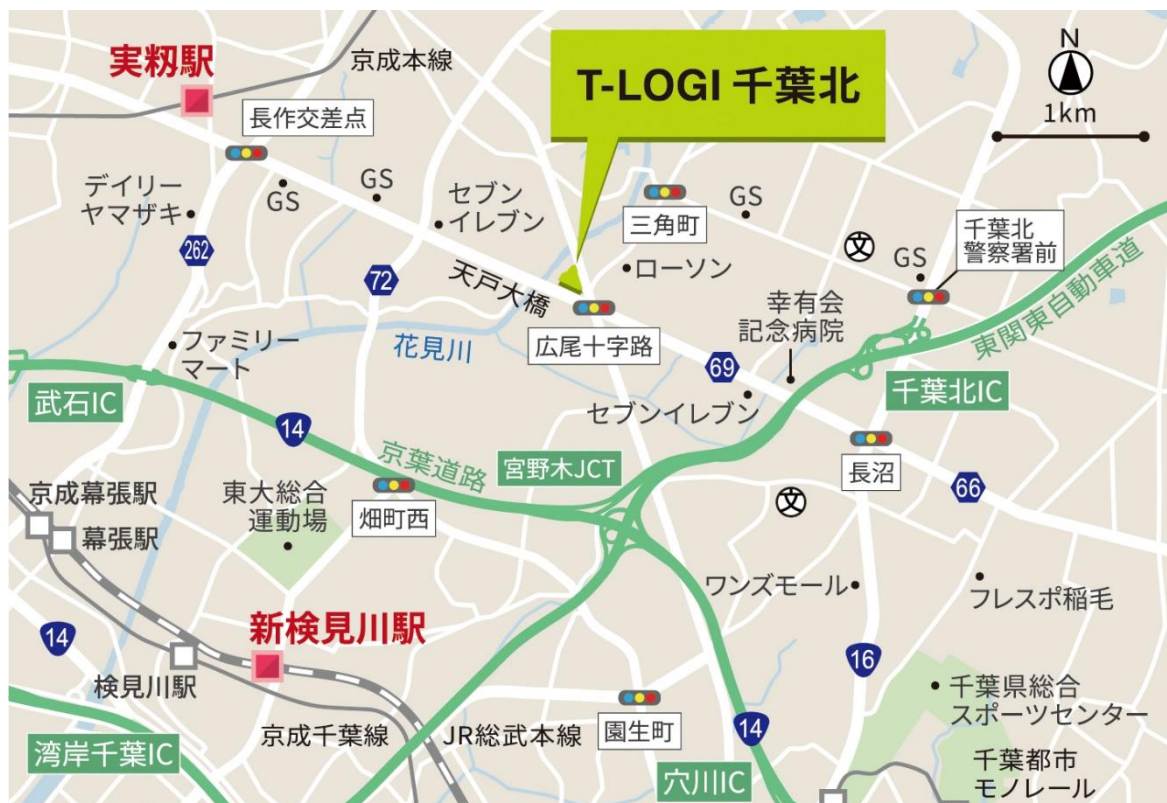 実籾駅
京成本線
T-LOGI 千葉北
N
1km
長作交差点
デイリー
ヤマザキ
GS
GS
セブン
イレブン
三角町
GS
千葉北
警察署前
文
GS
262
72
天戸大橋
ローソン
東関東自動車道
花見川
広尾十字路
幸有会
記念病院
ファミリー
マート
69
武石IC
セブンイレブン
千葉北IC
14
京葉道路
宮野木JCT
長沼
66
京成幕張駅
幕張駅
東大総合
運動場
畑町西
文
ワンズモール
フレスポ稲毛
新検見川駅
14
16
検見川駅
千葉県総合
スポーツセンター
湾岸千葉IC
京成千葉線
JR総武本線
園生町
14
穴川IC
千葉都市
モノレール